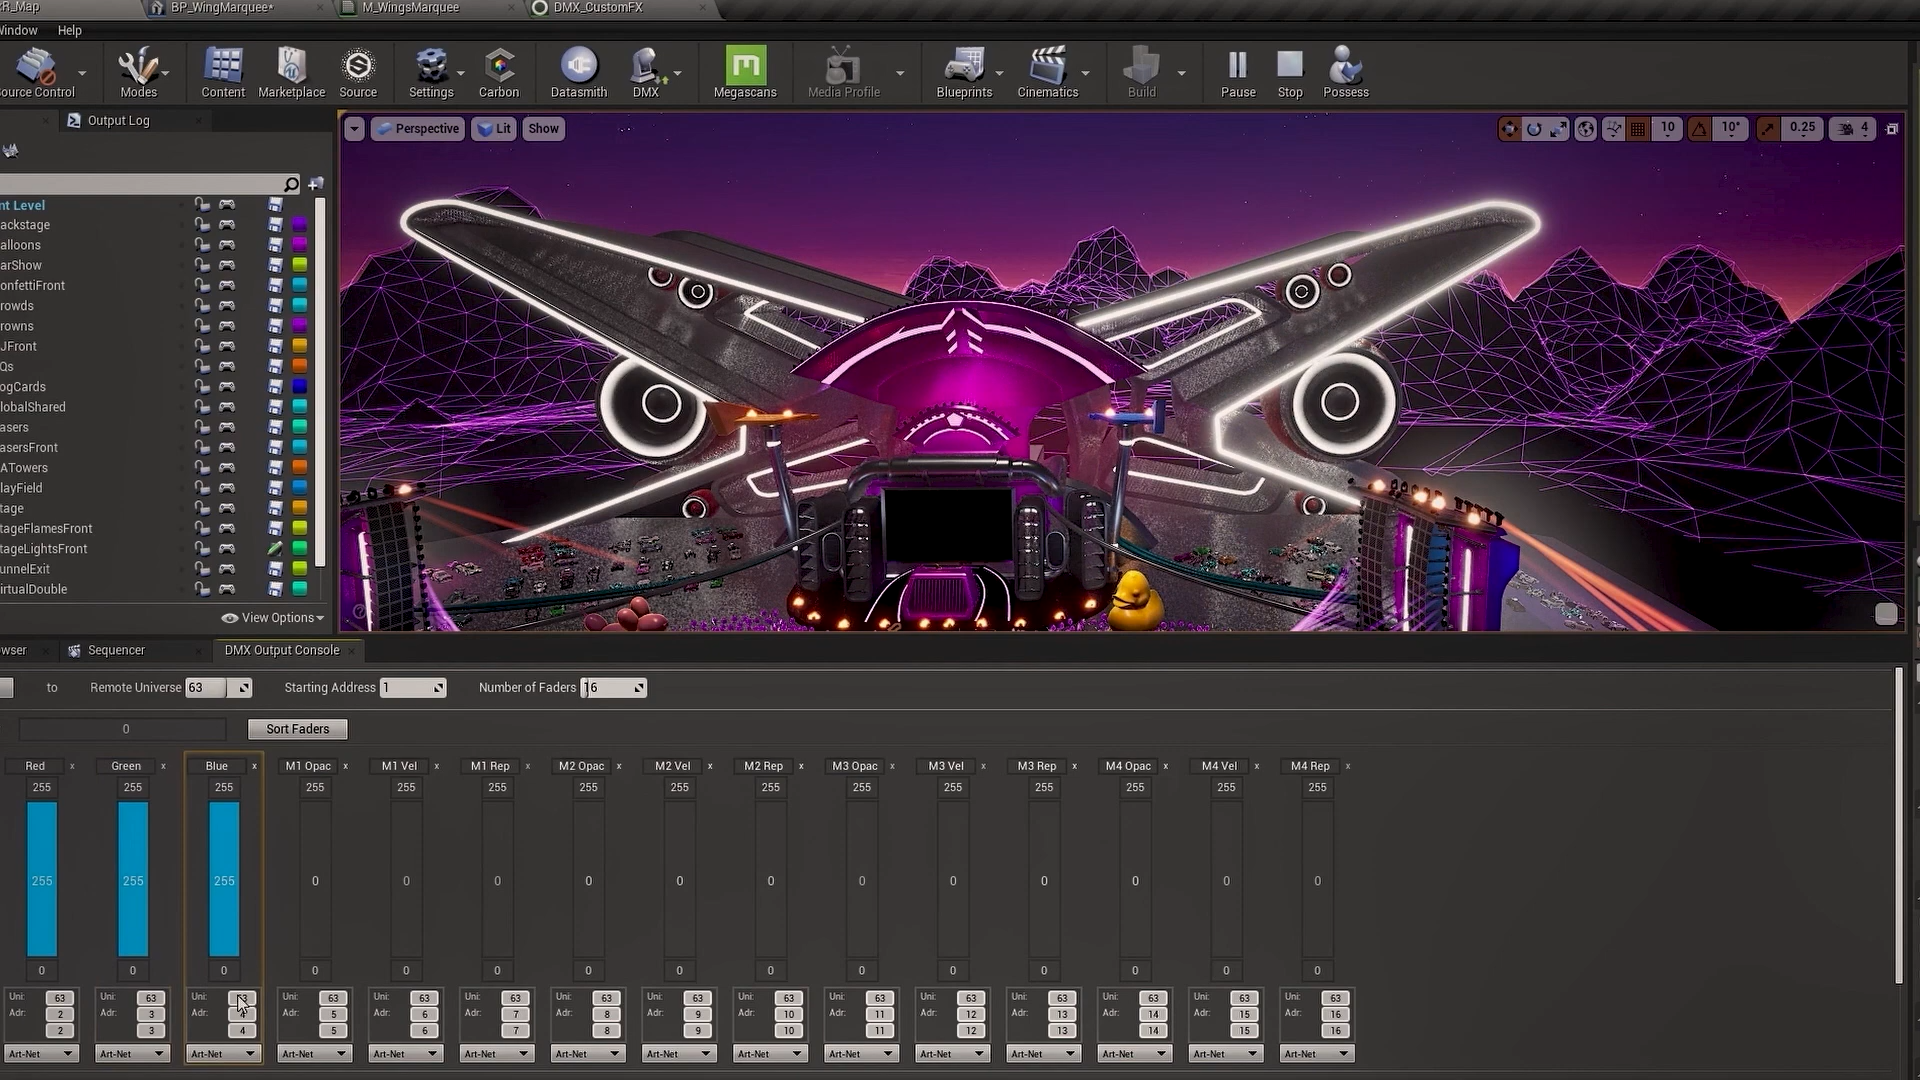 R_Map BP_WingMarquee* M_WingsMarquee DMX_CustomFX
Window Help
Source Control Modes Content Marketplace Source Settings Carbon Datasmith DMX Megascans Media Profile Blueprints Cinematics Build Pause Stop Possess
Output Log
Perspective Lit Show 10 10° 0.25 4
nt Level
ackstage
alloons
arShow
onfettiFront
rowds
rowns
JFront
Qs
ogCards
lobalShared
asers
asersFront
ATowers
layField
tage
tageFlamesFront
tageLightsFront
unnelExit
irtualDouble
View Options
wser Sequencer DMX Output Console
to Remote Universe 63 Starting Address 1 Number of Faders 16
0 Sort Faders
Red x Green x Blue x M1 Opac x M1 Vel x M1 Rep x M2 Opac x M2 Vel x M2 Rep x M3 Opac x M3 Vel x M3 Rep x M4 Opac x M4 Vel x M4 Rep x
255 255 255 255 255 255 255 255 255 255 255 255 255 255 255
255 255 255 0 0 0 0 0 0 0 0 0 0 0 0
0 0 0 0 0 0 0 0 0 0 0 0 0 0 0
Uni: 63 Uni: 63 Uni: Uni: 63 Uni: 63 Uni: 63 Uni: 63 Uni: 63 Uni: 63 Uni: 63 Uni: 63 Uni: 63 Uni: 63 Uni: 63 Uni: 63
Adr: 2 Adr: 3 Adr: 4 Adr: 5 Adr: 6 Adr: 7 Adr: 8 Adr: 9 Adr: 10 Adr: 11 Adr: 12 Adr: 13 Adr: 14 Adr: 15 Adr: 16
2 3 4 5 6 7 8 9 10 11 12 13 14 15 16
Art-Net Art-Net Art-Net Art-Net Art-Net Art-Net Art-Net Art-Net Art-Net Art-Net Art-Net Art-Net Art-Net Art-Net Art-Net